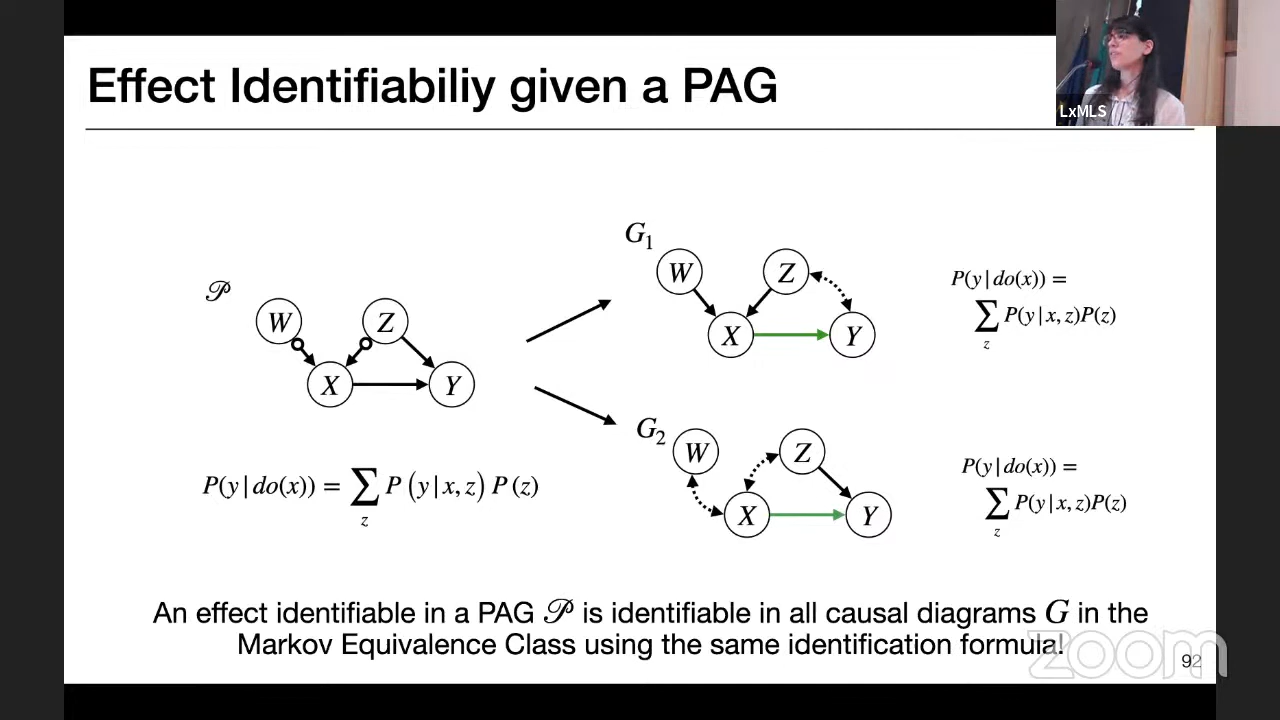 Effect Identifiabiliy given a PAG
LxMLS
𝒫
W
Z
X
Y
P(y|do(x)) = ∑z P(y|x, z) P(z)
G1
W
Z
X
Y
P(y|do(x)) =
∑z P(y|x, z)P(z)
G2
W
Z
X
Y
P(y|do(x)) =
∑z P(y|x, z)P(z)
An effect identifiable in a PAG 𝒫 is identifiable in all causal diagrams G in the
Markov Equivalence Class using the same identification formula!
zoom
92